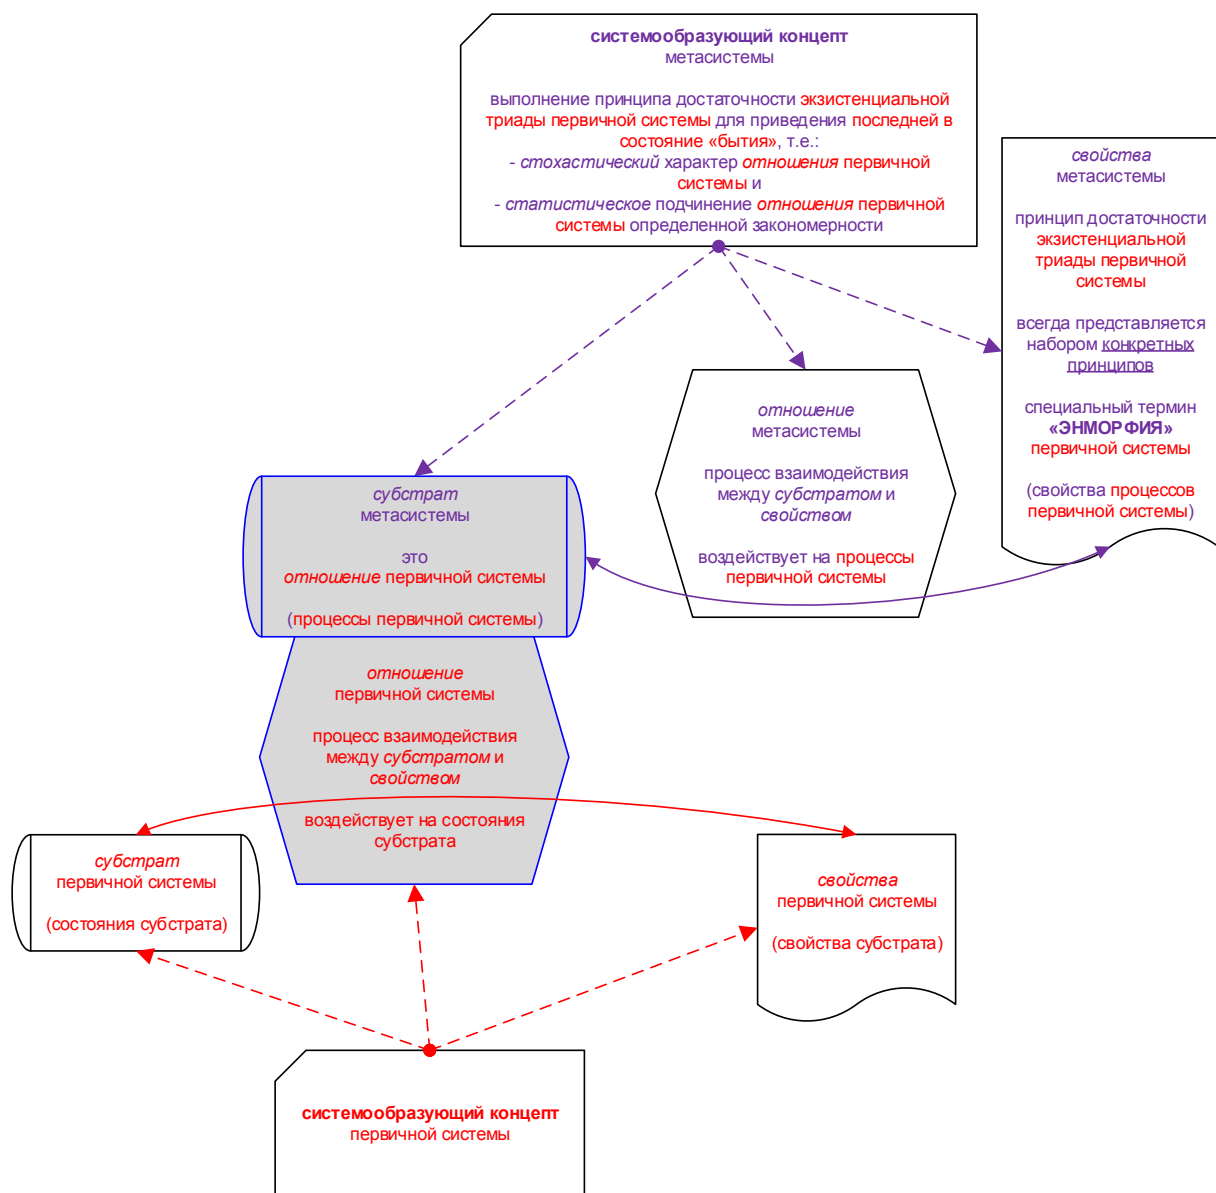 системообразующий концепт
метасистемы
выполнение принципа достаточности экзистенциальной
триады первичной системы для приведения последней в
состояние «бытия», т.е.:
- стохастический характер отношения первичной
системы и
- статистическое подчинение отношения первичной
системы определенной закономерности
свойства
метасистемы
принцип достаточности
экзистенциальной
триады первичной
системы
всегда представляется
набором конкретных
принципов
специальный термин
«ЭНМОРФИЯ»
первичной системы
(свойства процессов
первичной системы)
отношение
метасистемы
процесс взаимодействия
между субстратом и
свойством
воздействует на процессы
первичной системы
субстрат
метасистемы
это
отношение первичной системы
(процессы первичной системы)
отношение
первичной системы
процесс взаимодействия
между субстратом и
свойством
воздействует на состояния
субстрата
субстрат
первичной системы
(состояния субстрата)
свойства
первичной системы
(свойства субстрата)
системообразующий концепт
первичной системы